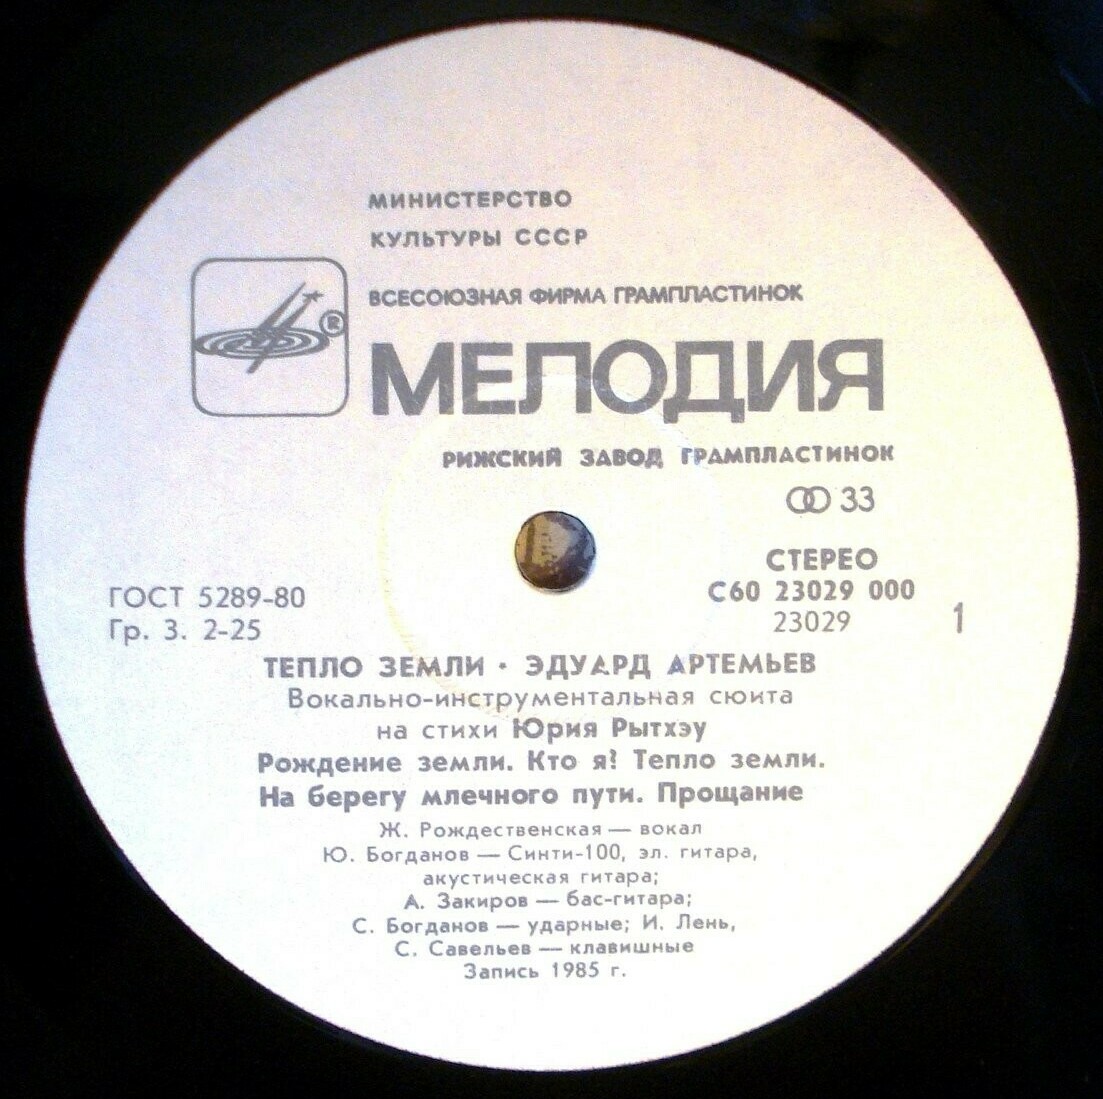 МИНИСТЕРСТВО
КУЛЬТУРЫ СССР
ВСЕСОЮЗНАЯ ФИРМА ГРАМПЛАСТИНОК
®
МЕЛОДИЯ
РИЖСКИЙ ЗАВОД ГРАМПЛАСТИНОК
33
СТЕРЕО
ГОСТ 5289-80
С60 23029 000
Гр. 3. 2-25
23029
1
ТЕПЛО ЗЕМЛИ · ЭДУАРД АРТЕМЬЕВ
Вокально-инструментальная сюита
на стихи Юрия Рытхэу
Рождение земли. Кто я? Тепло земли.
На берегу млечного пути. Прощание
Ж. Рождественская — вокал
Ю. Богданов — Синти-100, эл. гитара,
акустическая гитара;
А. Закиров — бас-гитара;
С. Богданов — ударные; И. Лень,
С. Савельев — клавишные
Запись 1985 г.